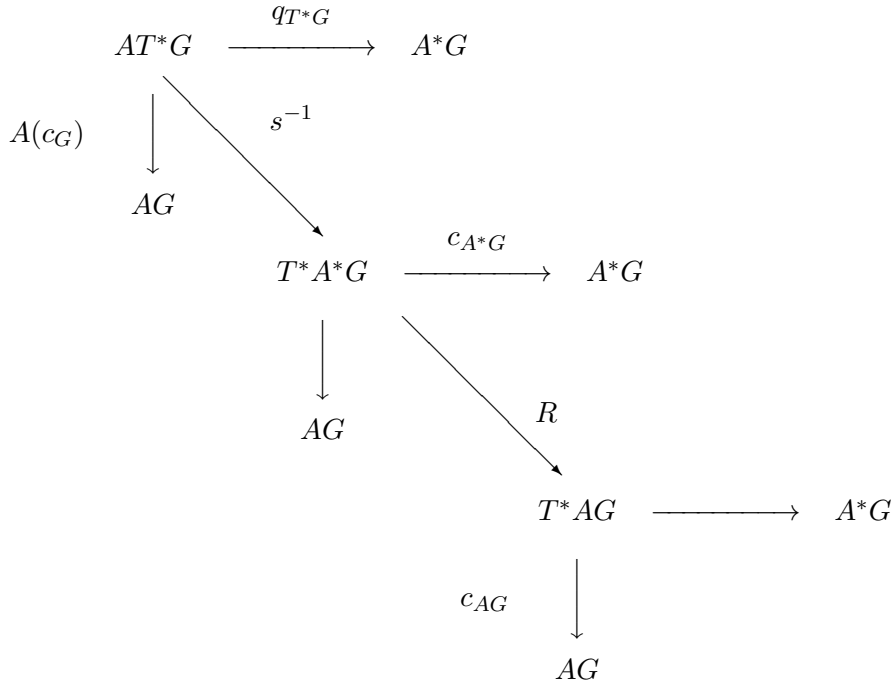 q_{T^*G}
AT^*G A^*G
A(c_G) s^{-1}
AG
c_{A^*G}
T^*A^*G A^*G
AG
R
T^*AG A^*G
c_{AG}
AG